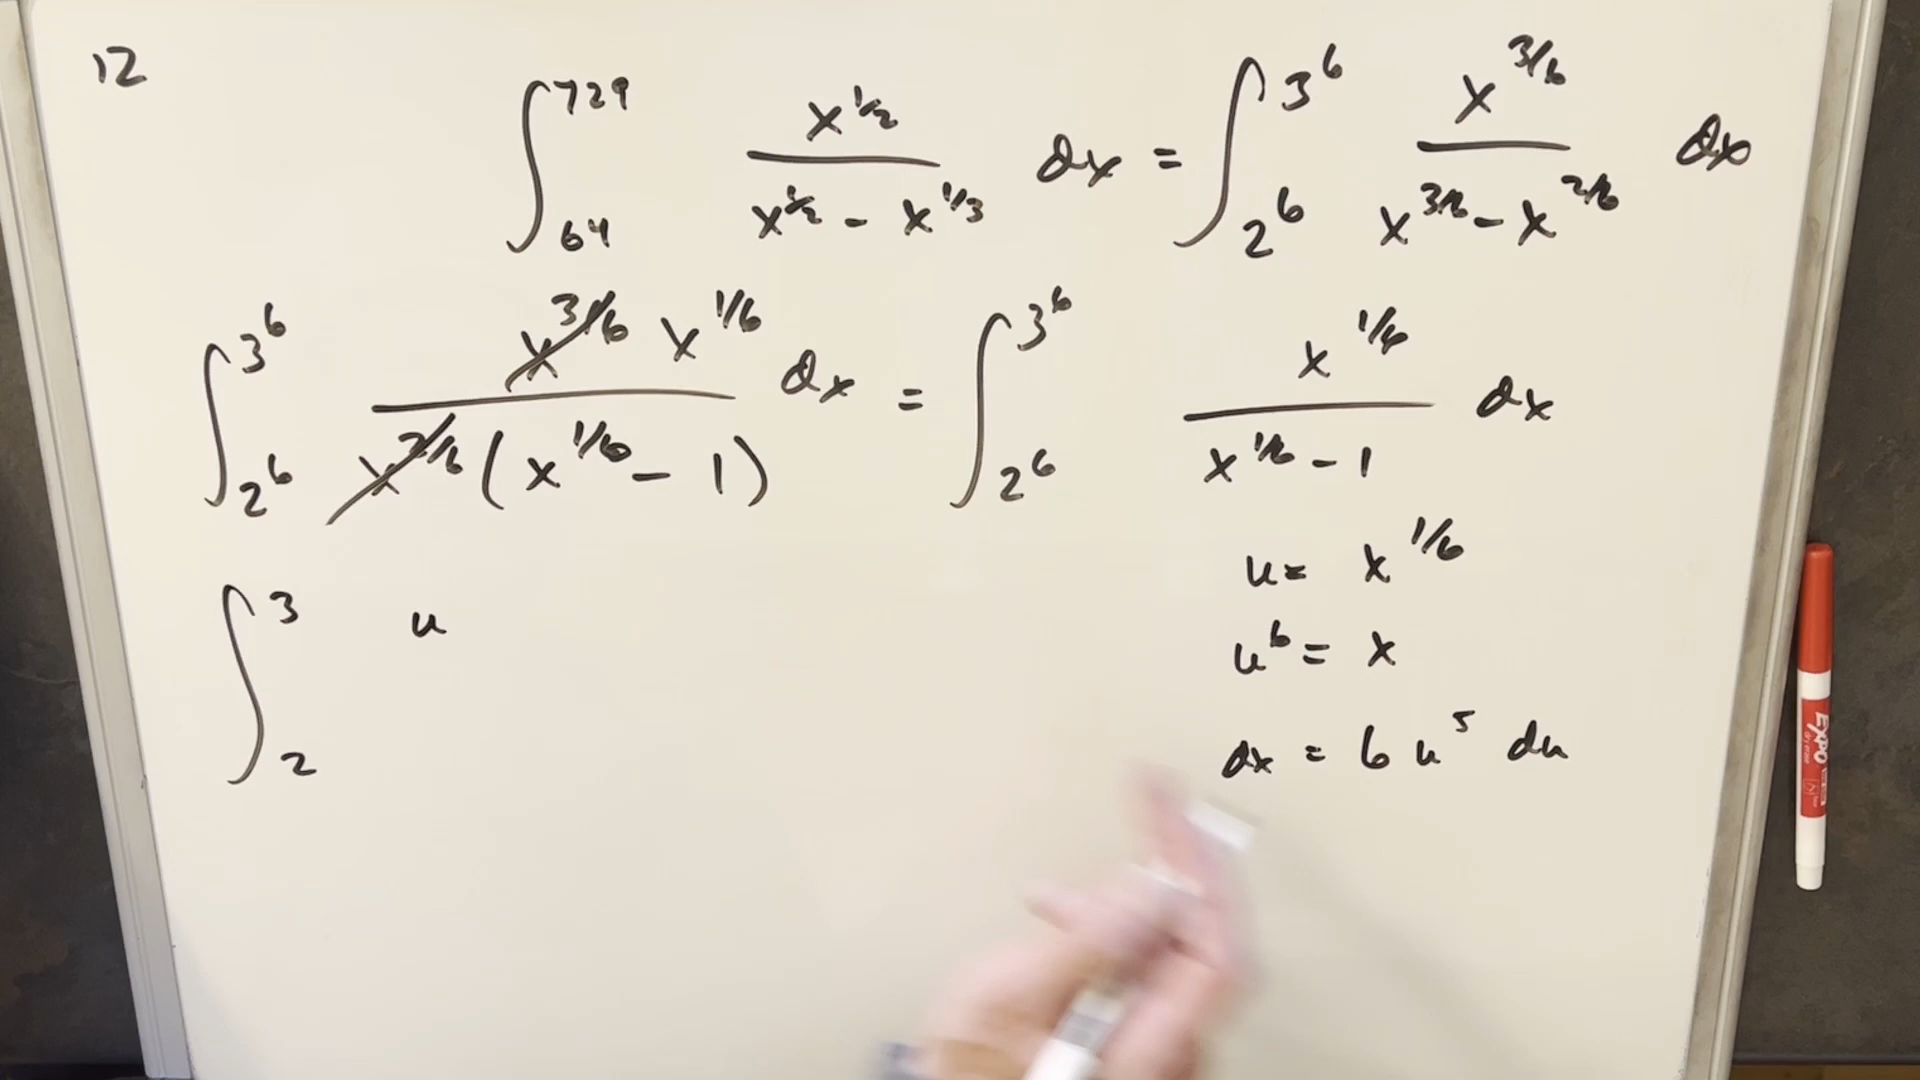 12
∫_{64}^{729} x^{1/2} / (x^{1/2} - x^{1/3}) dx = ∫_{2^6}^{3^6} x^{3/6} / (x^{3/6} - x^{2/6}) dx
∫_{2^6}^{3^6} x^{3/6} x^{1/6} / (x^{2/6} (x^{1/6} - 1)) dx = ∫_{2^6}^{3^6} x^{1/6} / (x^{1/6} - 1) dx
u = x^{1/6}
∫_{2}^{3} u
u^6 = x
dx = 6 u^5 du
EXPO